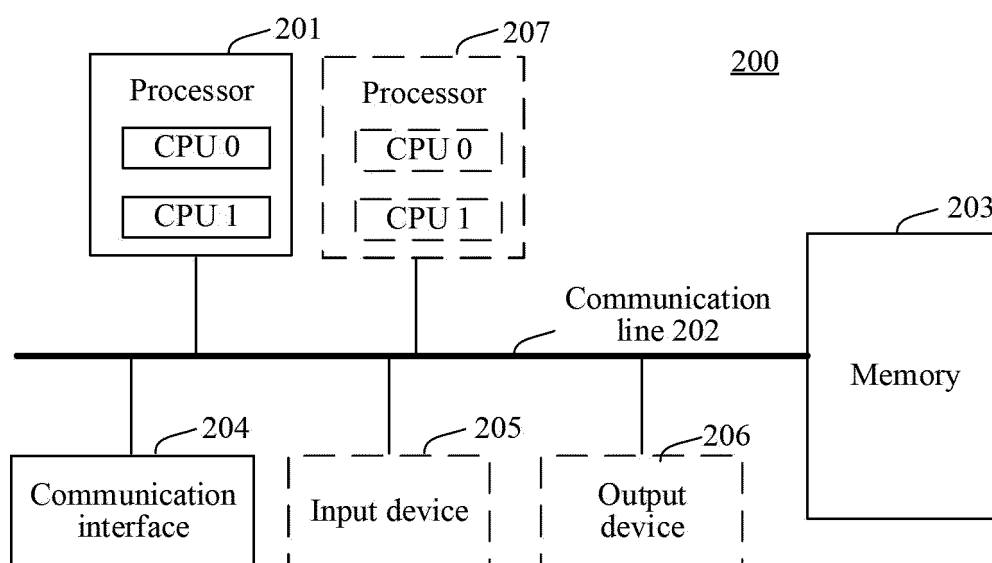 201
207
200
Processor
CPU 0
CPU 1
Processor
CPU 0
CPU 1
203
Communication
line 202
Memory
204
205
206
Communication
interface
Input device
Output
device